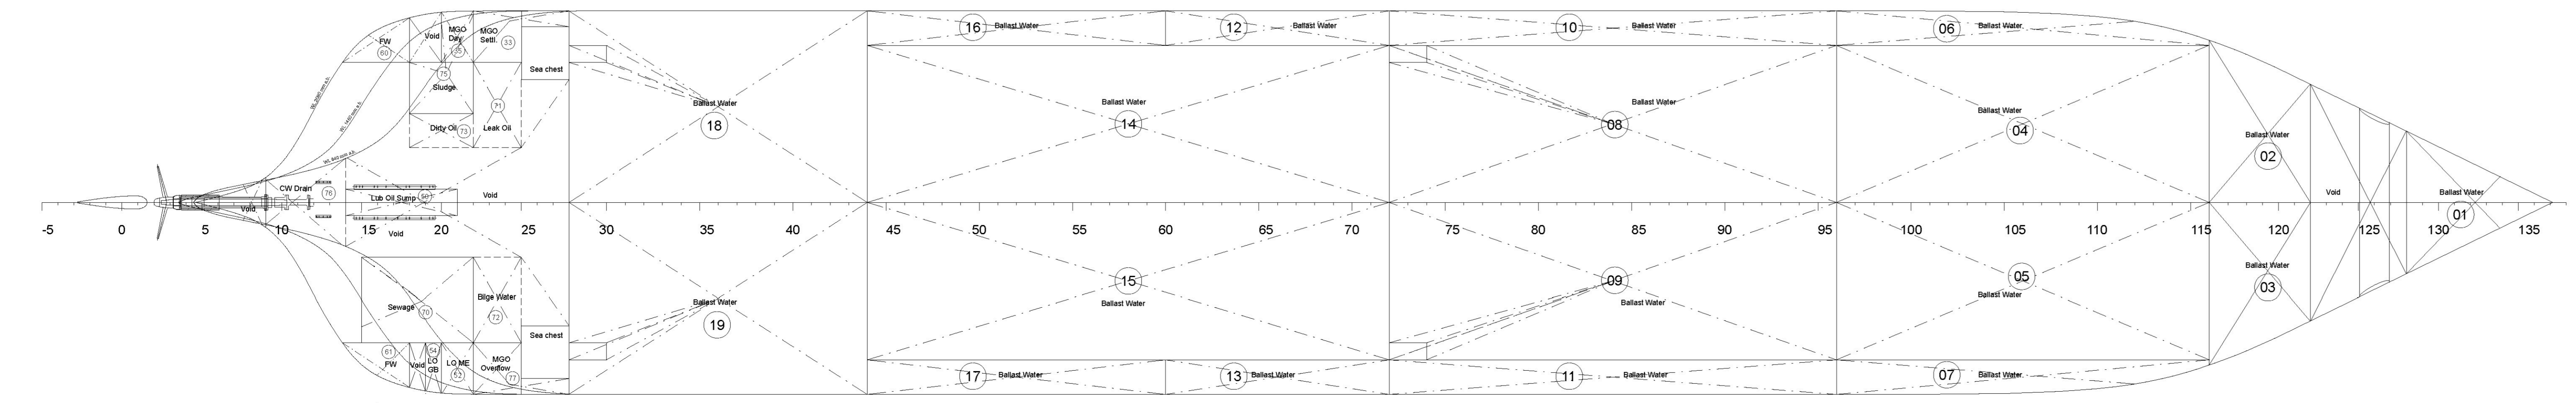 16 Ballast Water 12 Ballast Water 10 Ballast Water 06 Ballast Water
FW
60
Void
MGO
Day
35
MGO
Settl.
33
Sea chest
75
Sludge
71
Dirty Oil 73
Leak Oil
Ballast Water
18
Ballast Water
14
Ballast Water
08
Ballast Water
04
Ballast Water
02
WL 840 mm a.b.
CW Drain
76
Lub Oil Sump
50
Void
Void
Void
Void
Ballast Water
01
-5 0 5 10 15 20 25 30 35 40 45 50 55 60 65 70 75 80 85 90 95 100 105 110 115 120 125 130 135
Void
Sewage
70
Bilge Water
72
Sea chest
Ballast Water
19
15
Ballast Water
09
Ballast Water
05
Ballast Water
Ballast Water
03
61
FW
Void
54
LO
GB
LO ME
52
MGO
Overflow
77
17 Ballast Water 13 Ballast Water 11 Ballast Water 07 Ballast Water